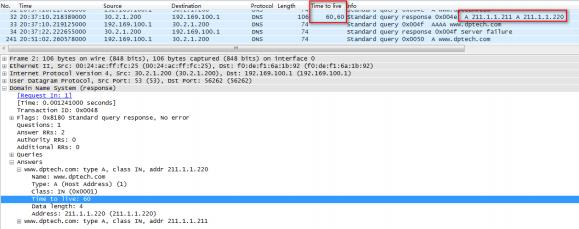 No. Time Source Destination Protocol Length Time to live Info
32 20:37:10.218389000 30.2.1.200 192.169.100.1 DNS 106 60,60 Standard query response 0x004e A 211.1.1.211 A 211.1.1.220
33 20:37:10.219125000 30.2.1.200 192.169.100.1 DNS 74 Standard query 0x004f AAAA www.dptech.com
34 20:37:22.222655000 30.2.1.200 192.169.100.1 DNS 74 Standard query response 0x004f Server failure
241 20:51:02.260578000 30.2.1.200 192.169.100.1 DNS 74 Standard query 0x0050 A www.dptech.com
Frame 2: 106 bytes on wire (848 bits), 106 bytes captured (848 bits) on interface 0
Ethernet II, Src: 00:24:ac:ff:fc:25 (00:24:ac:ff:fc:25), Dst: f0:de:f1:6a:1b:92 (f0:de:f1:6a:1b:92)
Internet Protocol Version 4, Src: 30.2.1.200 (30.2.1.200), Dst: 192.169.100.1 (192.169.100.1)
User Datagram Protocol, Src Port: 53 (53), Dst Port: 56262 (56262)
Domain Name System (response)
[Request In: 1]
[Time: 0.001241000 seconds]
Transaction ID: 0x0048
Flags: 0x8180 Standard query response, No error
Questions: 1
Answer RRs: 2
Authority RRs: 0
Additional RRs: 0
Queries
Answers
www.dptech.com: type A, class IN, addr 211.1.1.220
Name: www.dptech.com
Type: A (Host Address) (1)
Class: IN (0x0001)
Time to live: 60
Data length: 4
Address: 211.1.1.220 (211.1.1.220)
www.dptech.com: type A, class IN, addr 211.1.1.211